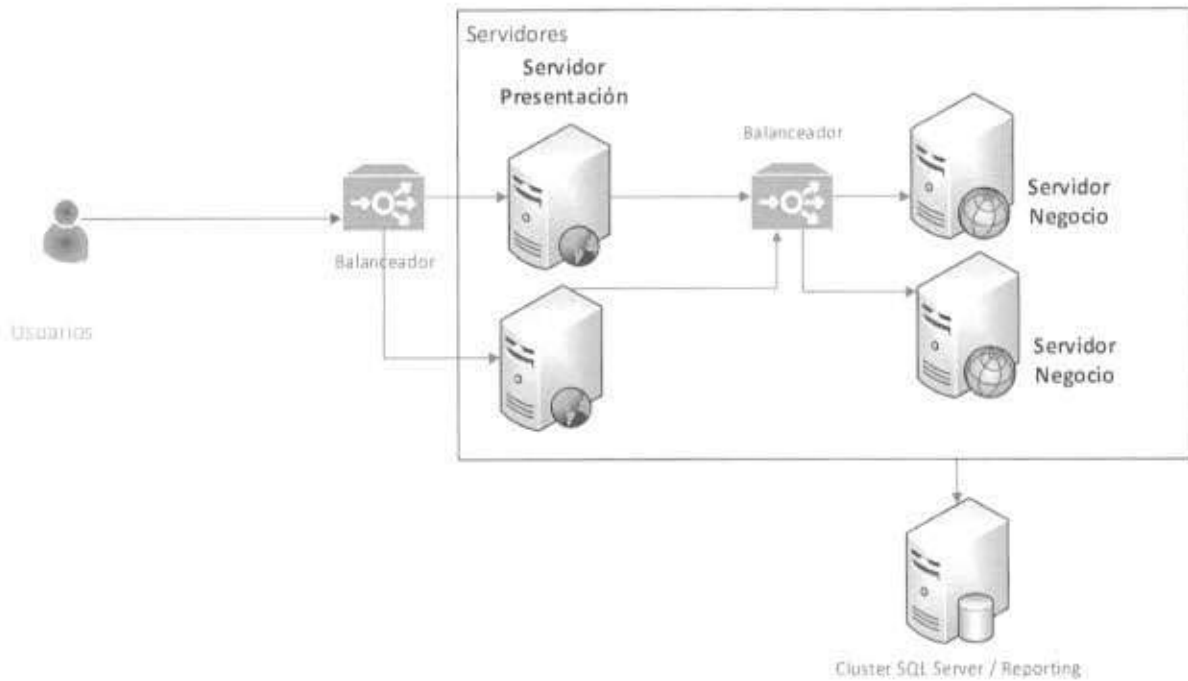 Servidores
Servidor
Presentación
Balanceador
Servidor
Negocio
Balanceador
Usuarios
Servidor
Negocio
Cluster SQL Server / Reporting